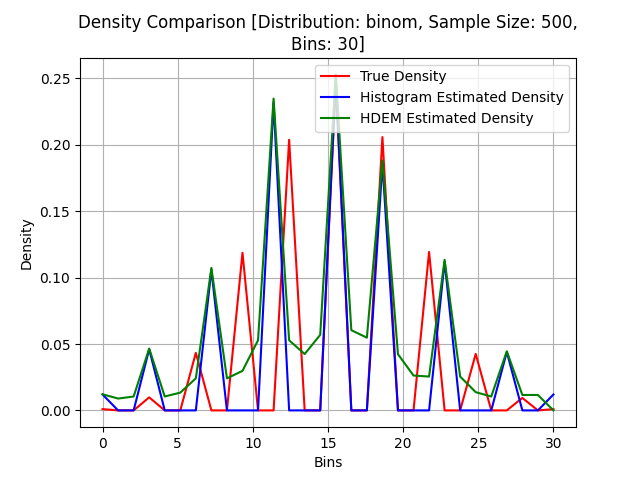 Density Comparison [Distribution: binom, Sample Size: 500,
Bins: 30]
True Density
Histogram Estimated Density
HDEM Estimated Density
Density
0.25
0.20
0.15
0.10
0.05
0.00
0 5 10 15 20 25 30
Bins